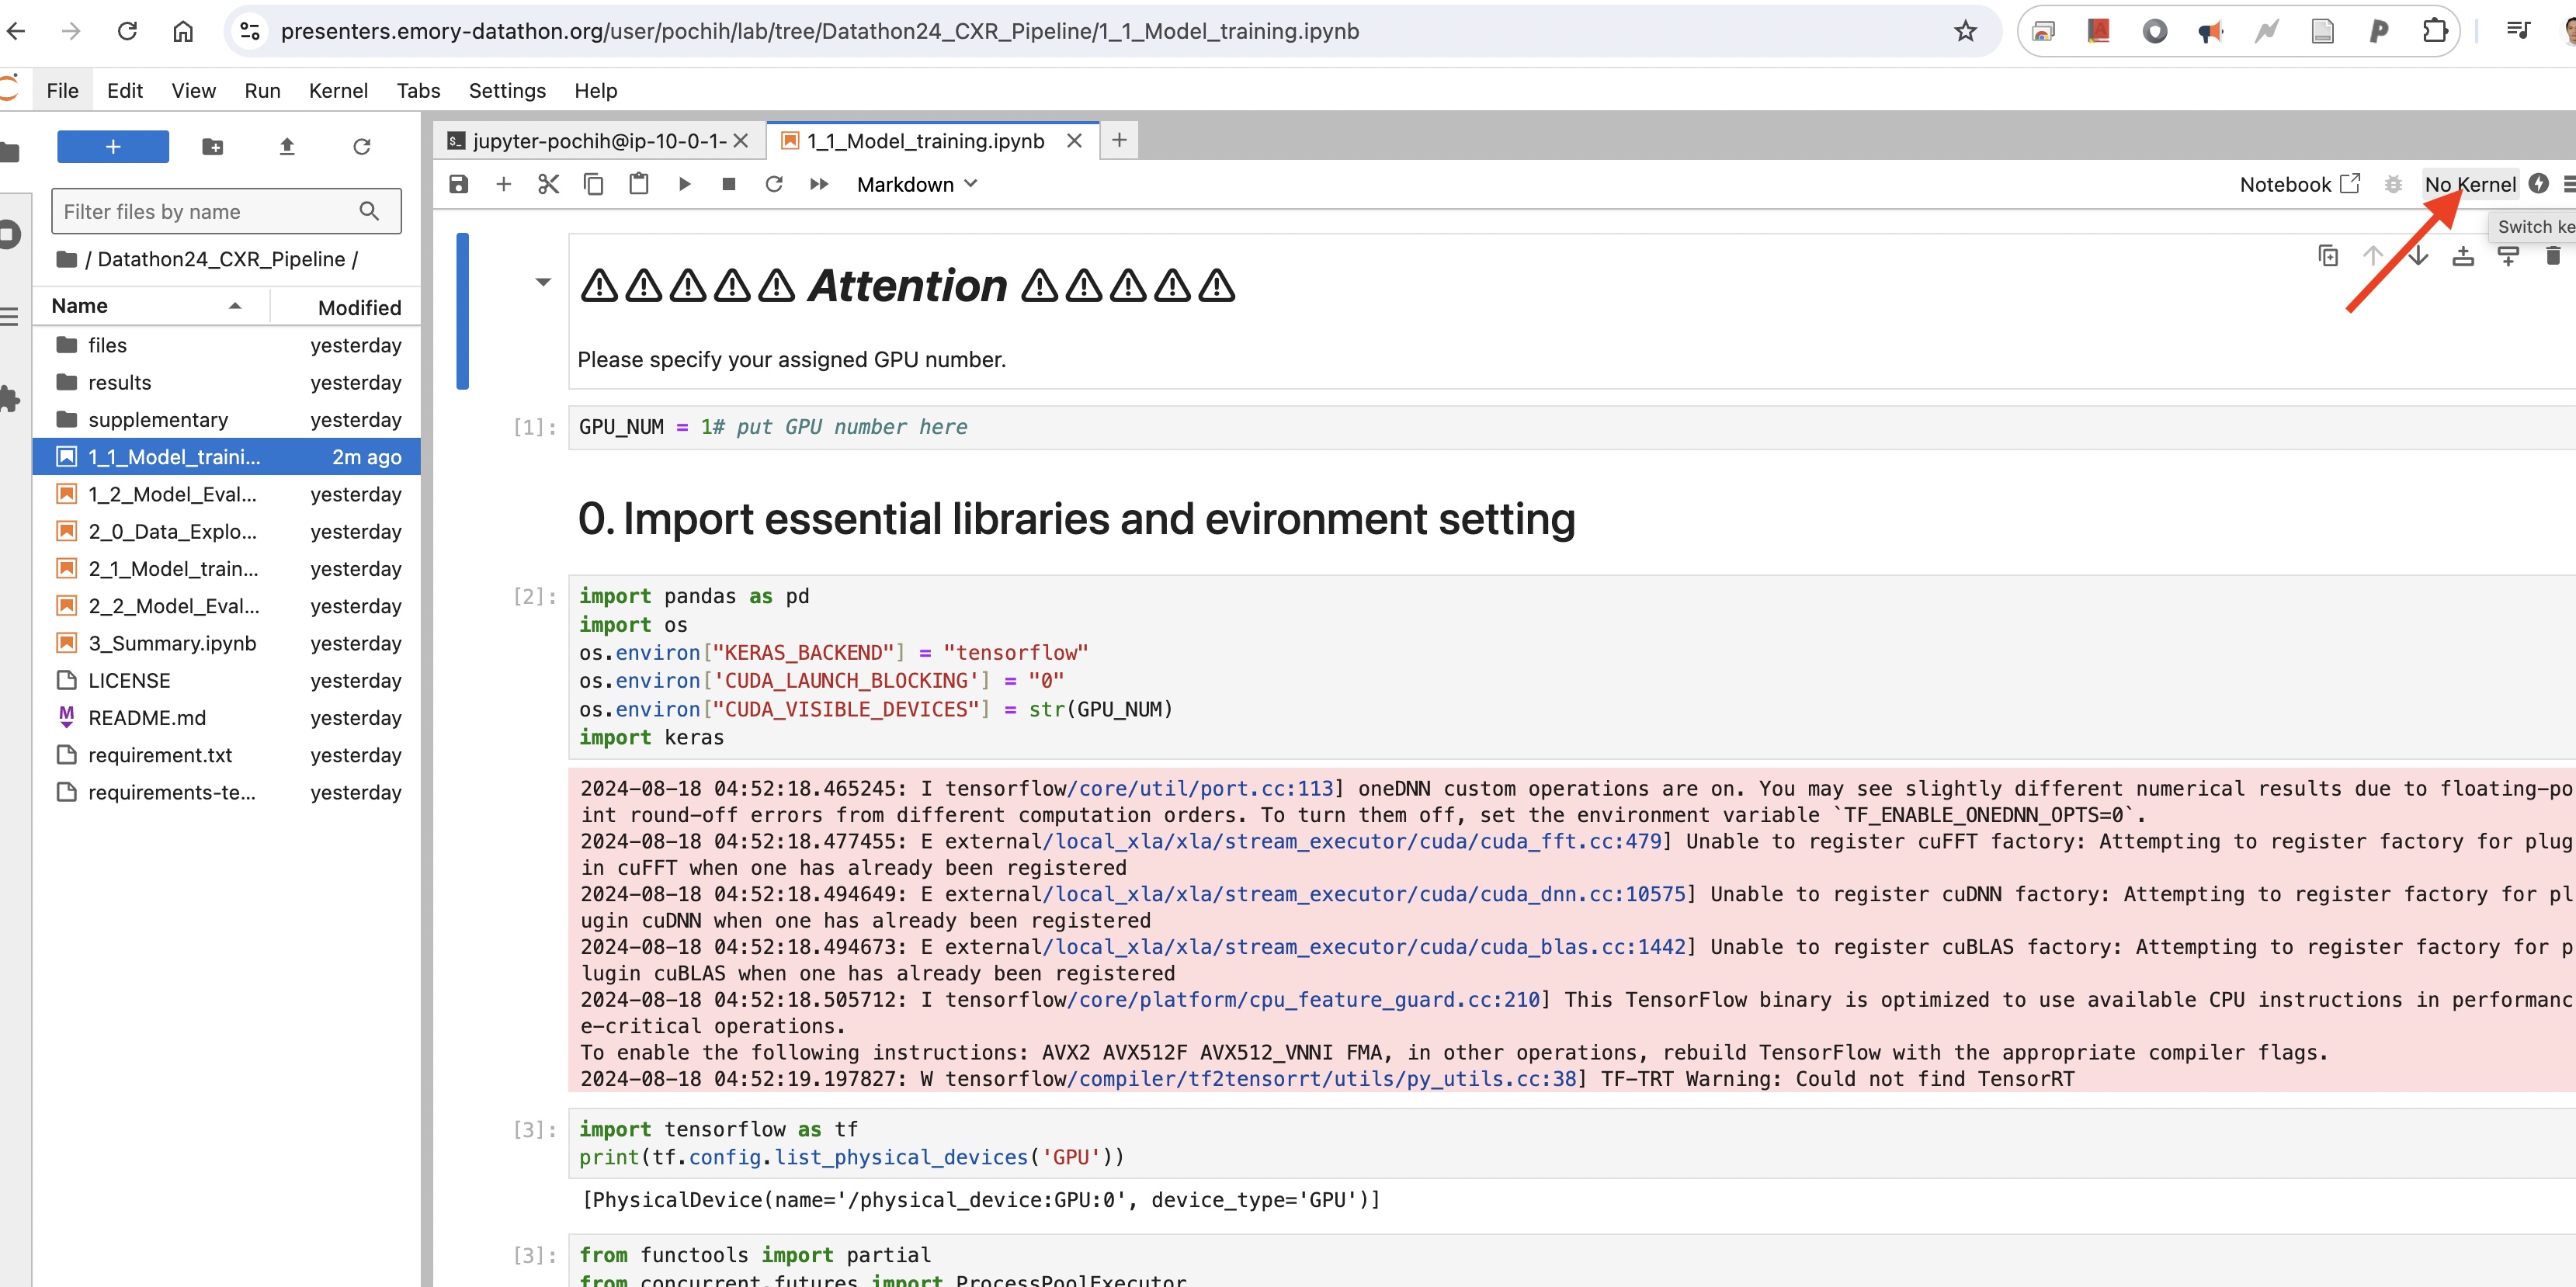 presenters.emory-datathon.org/user/pochih/lab/tree/Datathon24_CXR_Pipeline/1_1_Model_training.ipynb
File Edit View Run Kernel Tabs Settings Help
+
jupyter-pochih@ip-10-0-1-
1_1_Model_training.ipynb
Filter files by name
Markdown
Notebook
No Kernel
Switch ke
/ Datathon24_CXR_Pipeline /
Name Modified
files yesterday
results yesterday
supplementary yesterday
1_1_Model_traini... 2m ago
1_2_Model_Eval... yesterday
2_0_Data_Explo... yesterday
2_1_Model_train... yesterday
2_2_Model_Eval... yesterday
3_Summary.ipynb yesterday
LICENSE yesterday
README.md yesterday
requirement.txt yesterday
requirements-te... yesterday
⚠⚠⚠⚠⚠ Attention ⚠⚠⚠⚠⚠
Please specify your assigned GPU number.
[1]: GPU_NUM = 1# put GPU number here
0. Import essential libraries and evironment setting
[2]: import pandas as pd
import os
os.environ["KERAS_BACKEND"] = "tensorflow"
os.environ['CUDA_LAUNCH_BLOCKING'] = "0"
os.environ["CUDA_VISIBLE_DEVICES"] = str(GPU_NUM)
import keras
2024-08-18 04:52:18.465245: I tensorflow/core/util/port.cc:113] oneDNN custom operations are on. You may see slightly different numerical results due to floating-po
int round-off errors from different computation orders. To turn them off, set the environment variable `TF_ENABLE_ONEDNN_OPTS=0`.
2024-08-18 04:52:18.477455: E external/local_xla/xla/stream_executor/cuda/cuda_fft.cc:479] Unable to register cuFFT factory: Attempting to register factory for plug
in cuFFT when one has already been registered
2024-08-18 04:52:18.494649: E external/local_xla/xla/stream_executor/cuda/cuda_dnn.cc:10575] Unable to register cuDNN factory: Attempting to register factory for pl
ugin cuDNN when one has already been registered
2024-08-18 04:52:18.494673: E external/local_xla/xla/stream_executor/cuda/cuda_blas.cc:1442] Unable to register cuBLAS factory: Attempting to register factory for p
lugin cuBLAS when one has already been registered
2024-08-18 04:52:18.505712: I tensorflow/core/platform/cpu_feature_guard.cc:210] This TensorFlow binary is optimized to use available CPU instructions in performanc
e-critical operations.
To enable the following instructions: AVX2 AVX512F AVX512_VNNI FMA, in other operations, rebuild TensorFlow with the appropriate compiler flags.
2024-08-18 04:52:19.197827: W tensorflow/compiler/tf2tensorrt/utils/py_utils.cc:38] TF-TRT Warning: Could not find TensorRT
[3]: import tensorflow as tf
print(tf.config.list_physical_devices('GPU'))
[PhysicalDevice(name='/physical_device:GPU:0', device_type='GPU')]
[3]: from functools import partial
from concurrent.futures import ProcessPoolExecutor